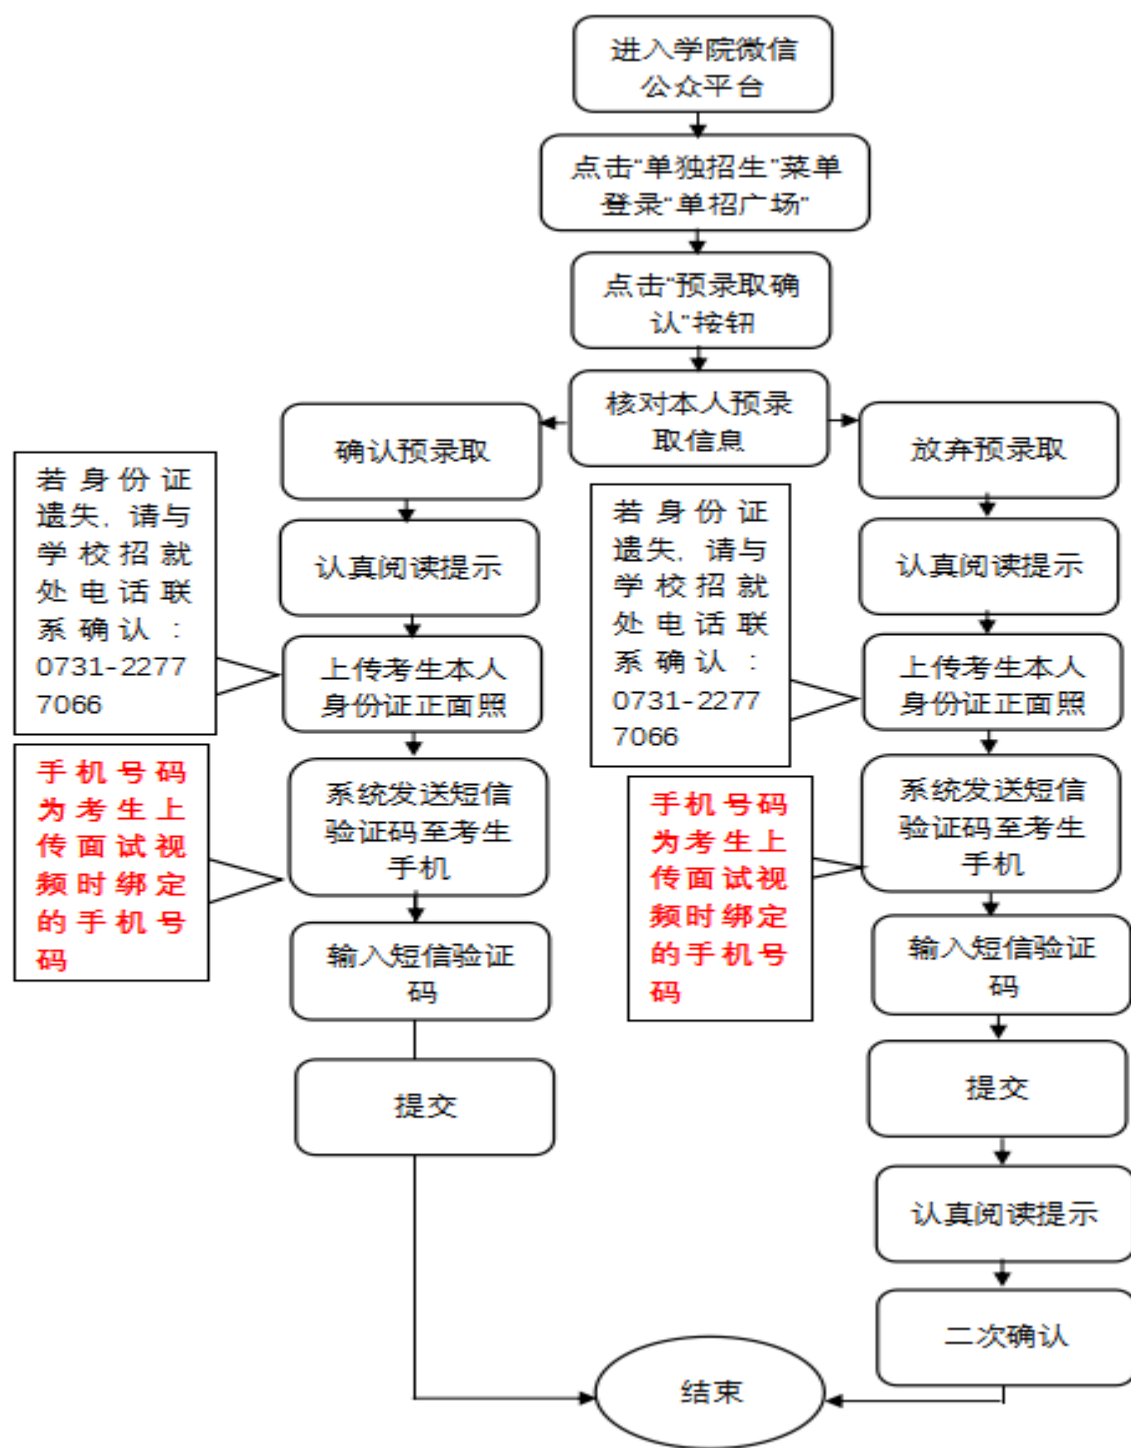 进入学院微信
公众平台
点击“单独招生”菜单
登录“单招广场”
点击“预录取确
认”按钮
核对本人预录
取信息
确认预录取
认真阅读提示
上传考生本人
身份证正面照
若身份证
遗失，请与
学校招就
处电话联
系确认：
0731-2277
7066
系统发送短信
验证码至考生
手机
手机号码
为考生上
传面试视
频时绑定
的手机号
码
输入短信验证
码
提交
放弃预录取
认真阅读提示
上传考生本人
身份证正面照
若身份证
遗失，请与
学校招就
处电话联
系确认：
0731-2277
7066
系统发送短信
验证码至考生
手机
手机号码
为考生上
传面试视
频时绑定
的手机号
码
输入短信验证
码
提交
认真阅读提示
二次确认
结束